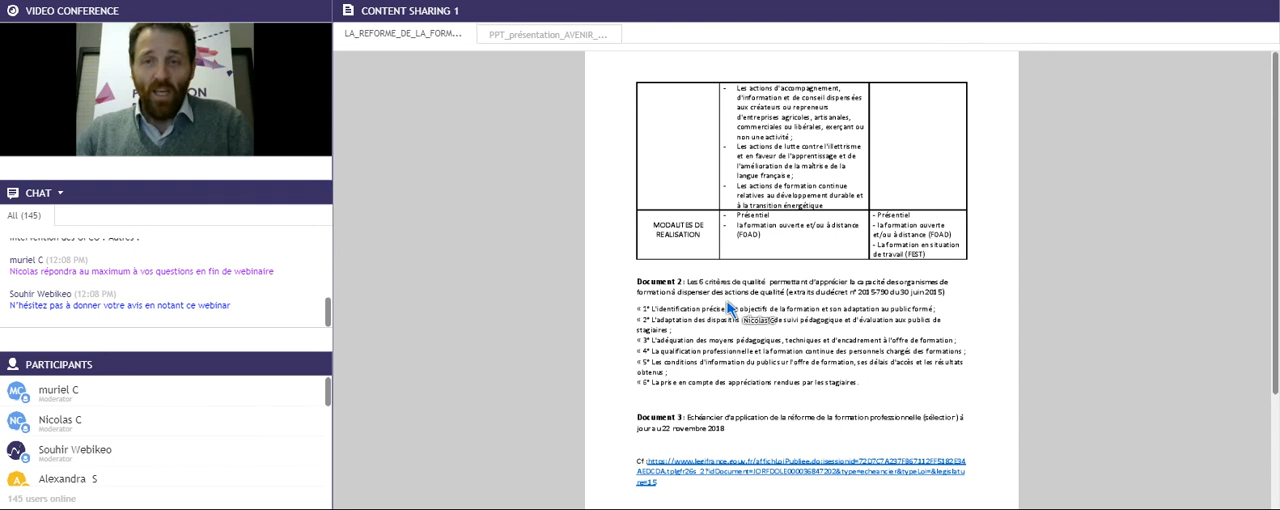 VIDEO CONFERENCE
CHAT
All (145)
muriel C (12:08 PM)
Nicolas répondra au maximum à vos questions en fin de webinaire
Souhir Webikeo (12:08 PM)
N'hésitez pas à donner votre avis en notant ce webinar
PARTICIPANTS
MC muriel C
Moderator
NC Nicolas C
Moderator
Souhir Webikeo
Moderator
AS Alexandra S
145 users online
CONTENT SHARING 1
LA_REFORME_DE_LA_FORM...
PPT_présentation_AVENIR_...
- Les actions d'accompagnement,
d'information et de conseil dispensées
aux créateurs ou repreneurs
d'entreprises agricoles, artisanales,
commerciales ou libérales, exerçant ou
non une activité ;
- Les actions de lutte contre l'illettrisme
et en faveur de l'apprentissage et de
l'amélioration de la maîtrise de la
langue française ;
- Les actions de formation continue
relatives au développement durable et
à la transition énergétique
MODALITES DE
REALISATION
- Présentiel
- la formation ouverte et/ou à distance
(FOAD)
- Présentiel
- la formation ouverte
et/ou à distance (FOAD)
- La formation en situation
de travail (FEST)
Document 2 : Les 6 critères de qualité permettant d'apprécier la capacité des organismes de
formation à dispenser des actions de qualité (extraits du décret n° 2015-790 du 30 juin 2015)
« 1° L'identification précise objectifs de la formation et son adaptation au public formé ;
« 2° L'adaptation des dispositifs Nicolas C de suivi pédagogique et d'évaluation aux publics de
stagiaires ;
« 3° L'adéquation des moyens pédagogiques, techniques et d'encadrement à l'offre de formation ;
« 4° La qualification professionnelle et la formation continue des personnels chargés des formations ;
« 5° Les conditions d'information du public sur l'offre de formation, ses délais d'accès et les résultats
obtenus ;
« 6° La prise en compte des appréciations rendues par les stagiaires.
Document 3 : Echéancier d'application de la réforme de la formation professionnelle (sélection) à
jour au 22 novembre 2018
Cf :